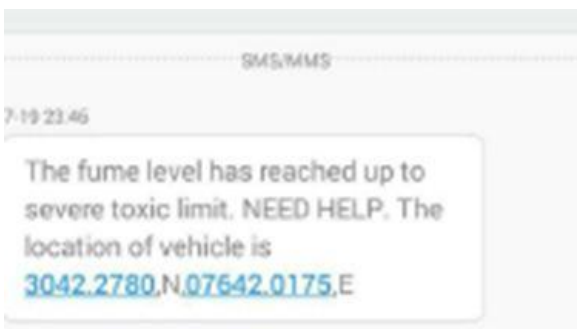 SMS/MMS
7-19 23:46
The fume level has reached up to
severe toxic limit. NEED HELP. The
location of vehicle is
3042.2780,N,07642.0175,E